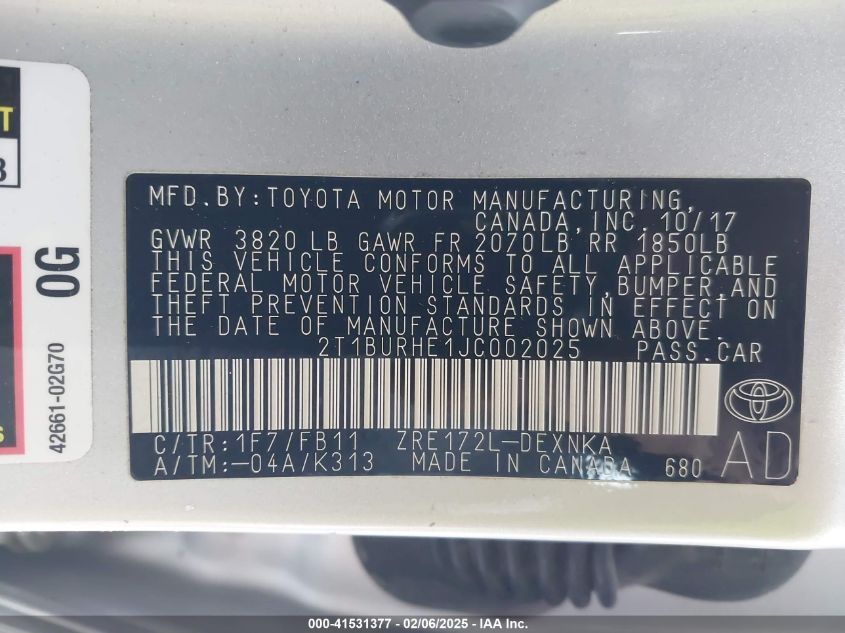 T
3
0G
42661-02G70
S
MFD.BY:TOYOTA MOTOR MANUFACTURING,
CANADA,INC. 10/17
GVWR 3820 LB GAWR FR 2070LB RR 1850LB
THIS VEHICLE CONFORMS TO ALL APPLICABLE
FEDERAL MOTOR VEHICLE SAFETY,BUMPER,AND
THEFT PREVENTION STANDARDS IN EFFECT ON
THE DATE OF MANUFACTURE SHOWN ABOVE.
2T1BURHE1JC002025 PASS.CAR
C/TR:1F7/FB11 ZRE172L-DEXNKA
A/TM:-04A/K313 MADE IN CANADA 680
AD
000-41531377 - 02/06/2025 - IAA Inc.